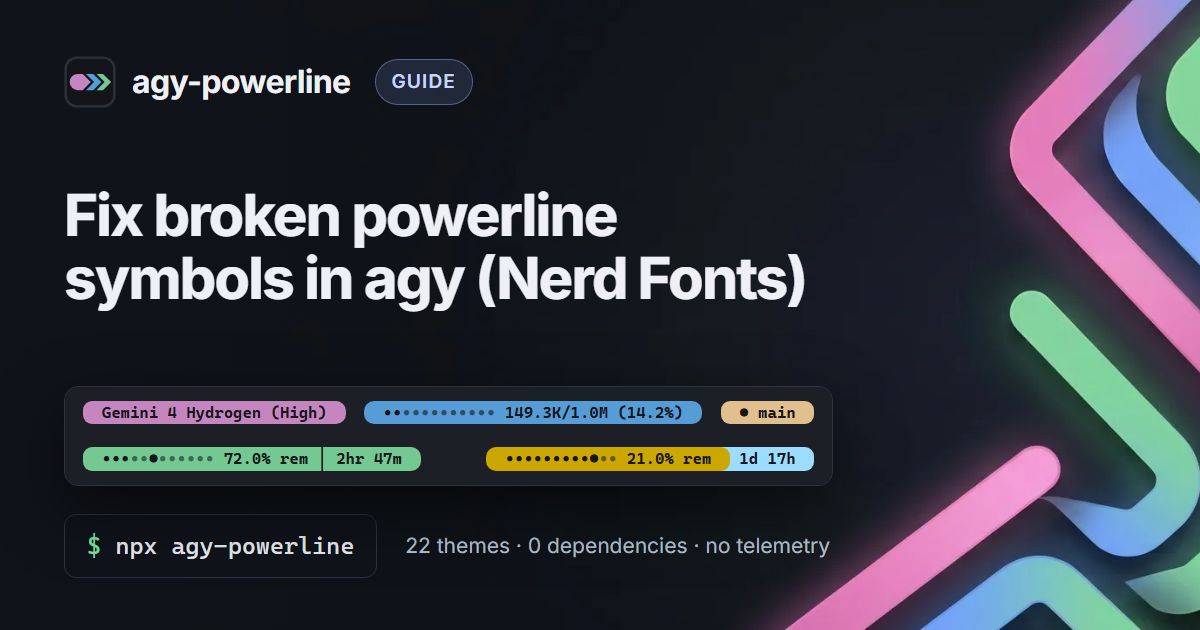 agy-powerline GUIDE
Fix broken powerline
symbols in agy (Nerd Fonts)
Gemini 4 Hydrogen (High) 149.3K/1.0M (14.2%) ● main
72.0% rem 2hr 47m 21.0% rem 1d 17h
$ npx agy-powerline 22 themes · 0 dependencies · no telemetry